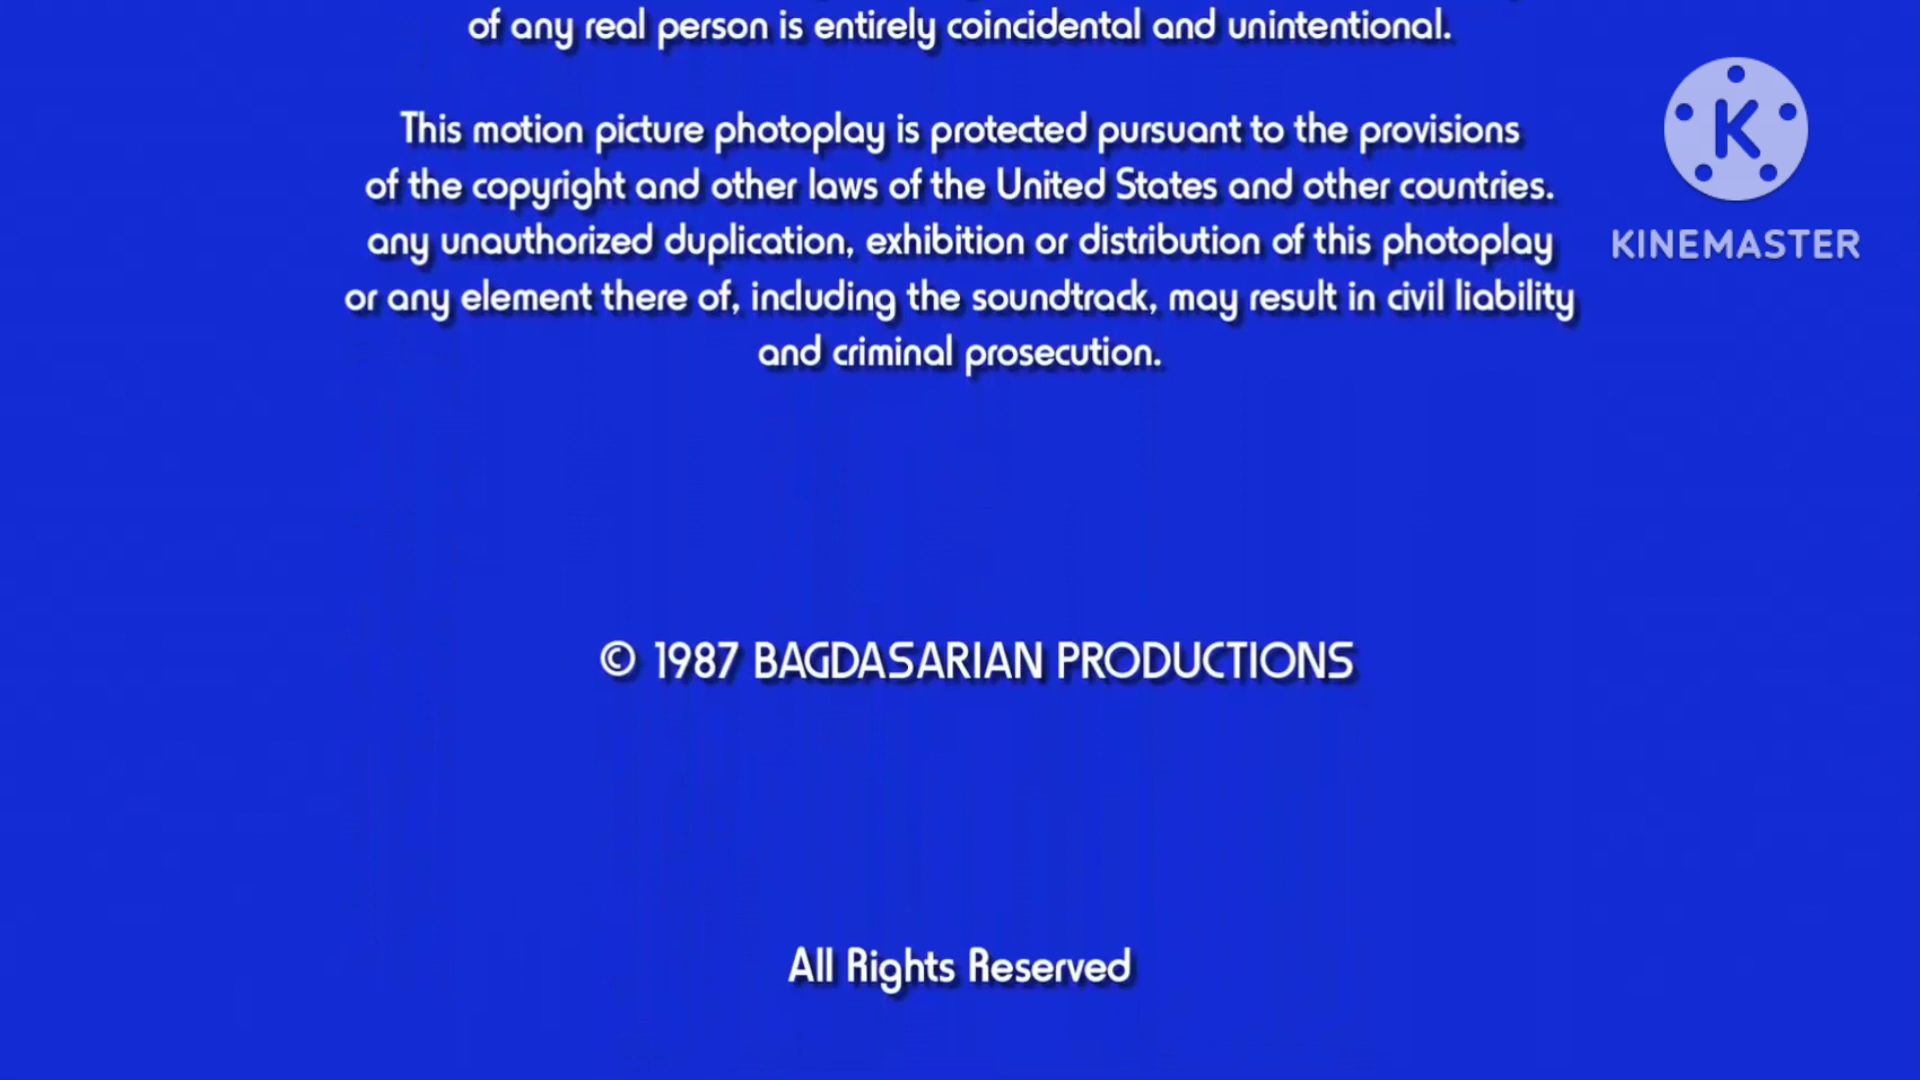 of any real person is entirely coincidental and unintentional.
This motion picture photoplay is protected pursuant to the provisions
of the copyright and other laws of the United States and other countries.
any unauthorized duplication, exhibition or distribution of this photoplay
or any element there of, including the soundtrack, may result in civil liability
and criminal prosecution.
K
KINEMASTER
© 1987 BAGDASARIAN PRODUCTIONS
All Rights Reserved